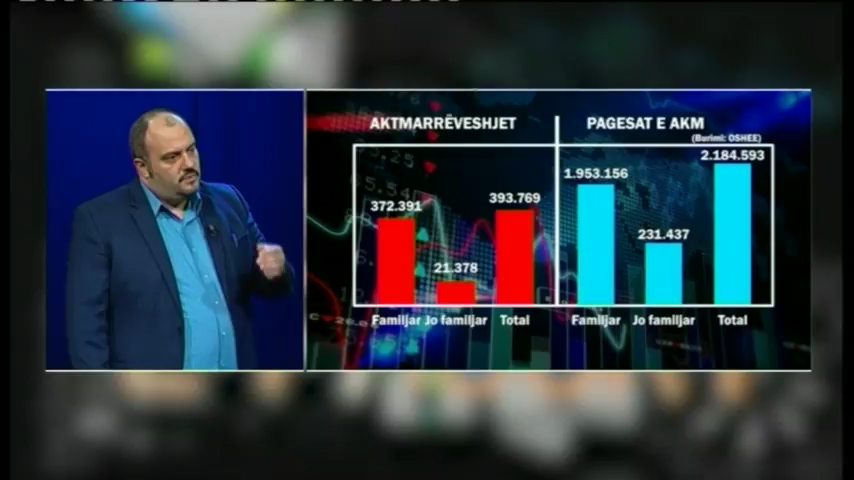 AKTMARRËVESHJET
PAGESAT E AKM
(Burimi: OSHEE)
372.391
21.378
393.769
1.953.156
231.437
2.184.593
Familjar Jo familjar Total
Familjar Jo familjar Total